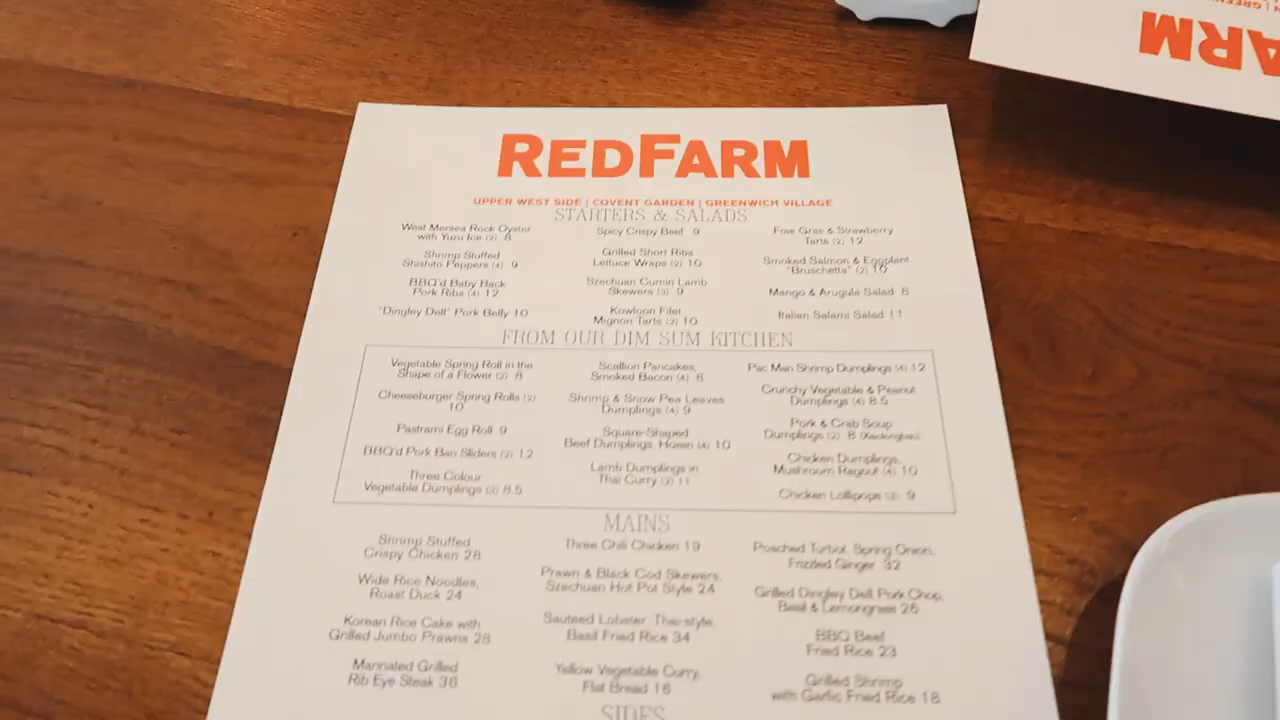 REDFARM
UPPER WEST SIDE | COVENT GARDEN | GREENWICH VILLAGE
STARTERS & SALADS
West Mersea Rock Oyster
with Yuzu Ice (2) 8
Shrimp Stuffed
Shishito Peppers (4) 9
BBQ'd Baby Back
Pork Ribs (4) 12
"Dingley Dell" Pork Belly 10
Spicy Crispy Beef 9
Grilled Short Ribs
Lettuce Wraps (2) 10
Szechuan Cumin Lamb
Skewers (3) 9
Kowloon Filet
Mignon Tarts (2) 10
Foie Gras & Strawberry
Tarts (2) 12
Smoked Salmon & Eggplant
"Bruschetta" (2) 10
Mango & Arugula Salad 8
Italian Salami Salad 11
FROM OUR DIM SUM KITCHEN
Vegetable Spring Roll in the
Shape of a Flower (2) 8
Cheeseburger Spring Rolls (2)
10
Pastrami Egg Roll 9
BBQ'd Pork Bao Sliders (2) 12
Three Colour
Vegetable Dumplings (3) 8.5
Scallion Pancakes,
Smoked Bacon (4) 8
Shrimp & Snow Pea Leaves
Dumplings (4) 9
Square-Shaped
Beef Dumplings, Hoisin (4) 10
Lamb Dumplings in
Thai Curry (2) 11
Pac Man Shrimp Dumplings (4) 12
Crunchy Vegetable & Peanut
Dumplings (4) 8.5
Pork & Crab Soup
Dumplings (2) 8
Chicken Dumplings,
Mushroom Ragout (4) 10
Chicken Lollipops (2) 9
MAINS
Shrimp Stuffed
Crispy Chicken 28
Wide Rice Noodles,
Roast Duck 24
Korean Rice Cake with
Grilled Jumbo Prawns 28
Marinated Grilled
Rib Eye Steak 36
Three Chili Chicken 19
Prawn & Black Cod Skewers,
Szechuan Hot Pot Style 24
Sauteed Lobster, Thai-style,
Basil Fried Rice 34
Yellow Vegetable Curry,
Flat Bread 16
Poached Turbot, Spring Onion,
Frizzled Ginger 32
Grilled Dingley Dell Pork Chop,
Basil & Lemongrass 26
BBQ Beef
Fried Rice 23
Grilled Shrimp
with Garlic Fried Rice 18
SIDES
ARM